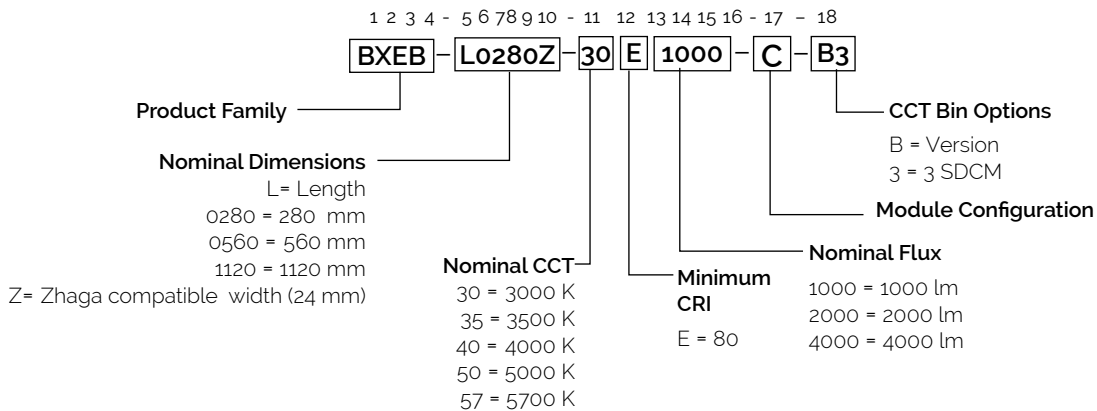 1 2 3 4 - 5 6 7 8 9 10 - 11 12 13 14 15 16 - 17 – 18
BXEB – L0280Z – 30 E 1000 – C – B3
Product Family
Nominal Dimensions
L= Length
0280 = 280 mm
0560 = 560 mm
1120 = 1120 mm
Z= Zhaga compatible width (24 mm)
Nominal CCT
30 = 3000 K
35 = 3500 K
40 = 4000 K
50 = 5000 K
57 = 5700 K
Minimum
CRI
E = 80
Nominal Flux
1000 = 1000 lm
2000 = 2000 lm
4000 = 4000 lm
Module Configuration
CCT Bin Options
B = Version
3 = 3 SDCM